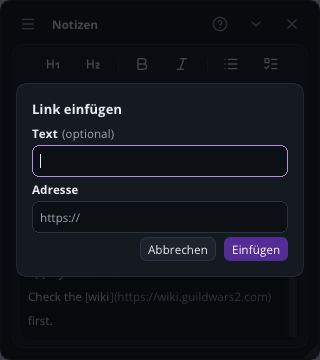 Notizen
H1 H2 B I
Link einfügen
Text (optional)
Adresse
https://
Abbrechen Einfügen
Check the [wiki](https://wiki.guildwars2.com)
first.